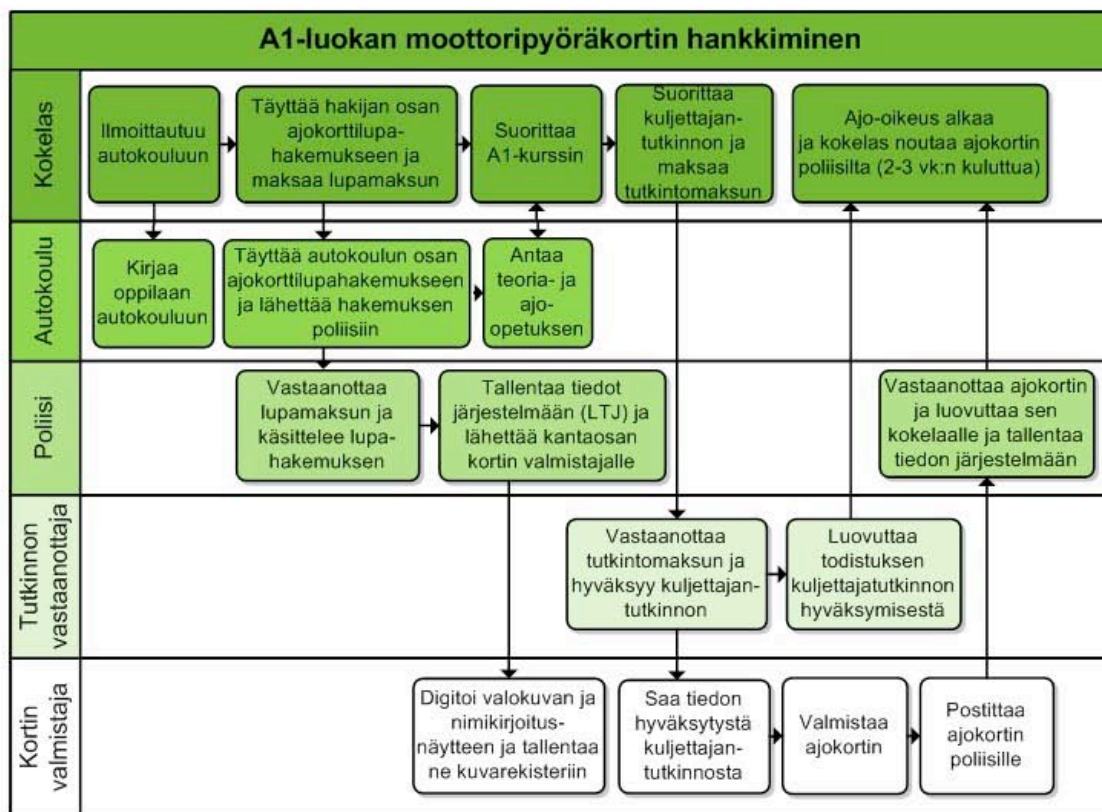 A1-luokan moottoripyöräkortin hankkiminen
Kokelas
Ilmoittautuu
autokouluun
Täyttää hakijan osan
ajokorttilupa-
hakemukseen ja
maksaa lupamaksun
Suorittaa
A1-kurssin
Suorittaa
kuljettajan-
tutkinnon ja
maksaa
tutkintomaksun
Ajo-oikeus alkaa
ja kokelas noutaa ajokortin
poliisilta (2-3 vk:n kuluttua)
Autokoulu
Kirjaa
oppilaan
autokouluun
Täyttää autokoulun osan
ajokorttilupahakemukseen
ja lähettää hakemuksen
poliisiin
Antaa
teoria- ja
ajo-
opetuksen
Poliisi
Vastaanottaa
lupamaksun ja
käsittelee lupa-
hakemuksen
Tallentaa tiedot
järjestelmään (LTJ) ja
lähettää kantaosan
kortin valmistajalle
Vastaanottaa ajokortin
ja luovuttaa sen
kokelaalle ja tallentaa
tiedon järjestelmään
Tutkinnon
vastaanottaja
Vastaanottaa
tutkintomaksun ja
hyväksyy kuljettajan-
tutkinnon
Luovuttaa
todistuksen
kuljettajatutkinnon
hyväksymisestä
Kortin
valmistaja
Digitoi valokuvan ja
nimikirjoitus-
näytteen ja tallentaa
ne kuvarekisteriin
Saa tiedon
hyväksytystä
kuljettajan-
tutkinnosta
Valmistaa
ajokortin
Postittaa
ajokortin
poliisille